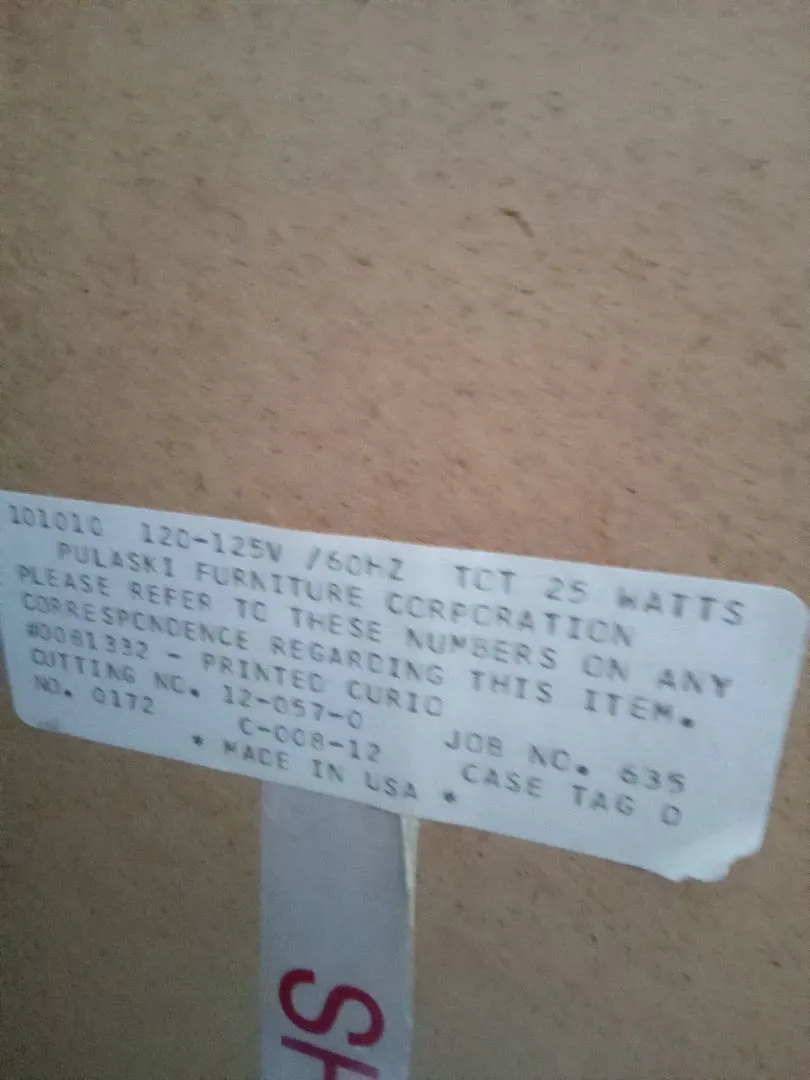 101010 120-125V /60HZ TOT 25 WATTS
PULASKI FURNITURE CORPORATION
PLEASE REFER TO THESE NUMBERS ON ANY
CORRESPONDENCE REGARDING THIS ITEM.
#0081332 - PRINTED CURIO
CUTTING NO. 12-057-0 JOB NO. 635
NO. 0172 C-008-12 CASE TAG 0
* MADE IN USA *
SH